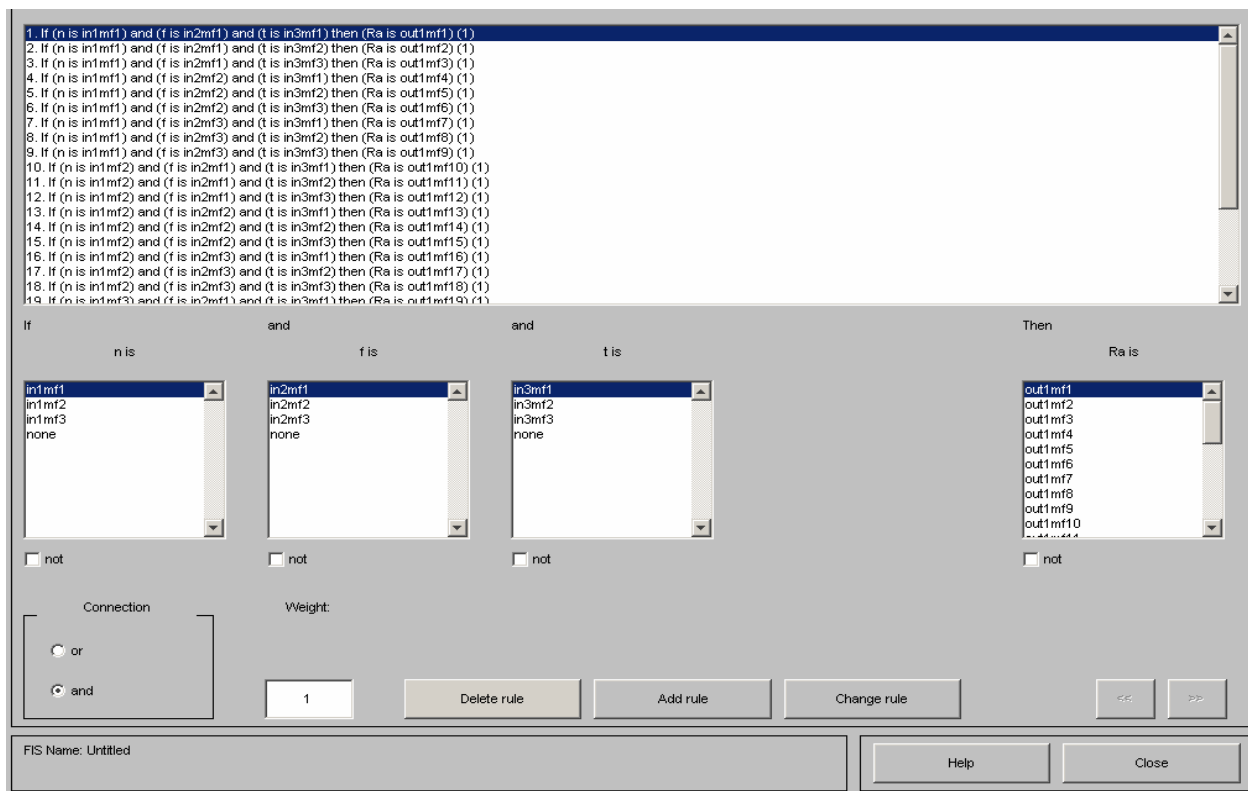 1. If (n is in1mf1) and (f is in2mf1) and (t is in3mf1) then (Ra is out1mf1) (1)
2. If (n is in1mf1) and (f is in2mf1) and (t is in3mf2) then (Ra is out1mf2) (1)
3. If (n is in1mf1) and (f is in2mf1) and (t is in3mf3) then (Ra is out1mf3) (1)
4. If (n is in1mf1) and (f is in2mf2) and (t is in3mf1) then (Ra is out1mf4) (1)
5. If (n is in1mf1) and (f is in2mf2) and (t is in3mf2) then (Ra is out1mf5) (1)
6. If (n is in1mf1) and (f is in2mf2) and (t is in3mf3) then (Ra is out1mf6) (1)
7. If (n is in1mf1) and (f is in2mf3) and (t is in3mf1) then (Ra is out1mf7) (1)
8. If (n is in1mf1) and (f is in2mf3) and (t is in3mf2) then (Ra is out1mf8) (1)
9. If (n is in1mf1) and (f is in2mf3) and (t is in3mf3) then (Ra is out1mf9) (1)
10. If (n is in1mf2) and (f is in2mf1) and (t is in3mf1) then (Ra is out1mf10) (1)
11. If (n is in1mf2) and (f is in2mf1) and (t is in3mf2) then (Ra is out1mf11) (1)
12. If (n is in1mf2) and (f is in2mf1) and (t is in3mf3) then (Ra is out1mf12) (1)
13. If (n is in1mf2) and (f is in2mf2) and (t is in3mf1) then (Ra is out1mf13) (1)
14. If (n is in1mf2) and (f is in2mf2) and (t is in3mf2) then (Ra is out1mf14) (1)
15. If (n is in1mf2) and (f is in2mf2) and (t is in3mf3) then (Ra is out1mf15) (1)
16. If (n is in1mf2) and (f is in2mf3) and (t is in3mf1) then (Ra is out1mf16) (1)
17. If (n is in1mf2) and (f is in2mf3) and (t is in3mf2) then (Ra is out1mf17) (1)
18. If (n is in1mf2) and (f is in2mf3) and (t is in3mf3) then (Ra is out1mf18) (1)
19. If (n is in1mf3) and (f is in2mf1) and (t is in3mf1) then (Ra is out1mf19) (1)
If and and Then
n is f is t is Ra is
in1mf1
in1mf2
in1mf3
none
in2mf1
in2mf2
in2mf3
none
in3mf1
in3mf2
in3mf3
none
out1mf1
out1mf2
out1mf3
out1mf4
out1mf5
out1mf6
out1mf7
out1mf8
out1mf9
out1mf10
out1mf11
not not not not
Connection
or
and
Weight:
1
Delete rule
Add rule
Change rule
<<
>>
FIS Name: Untitled
Help
Close